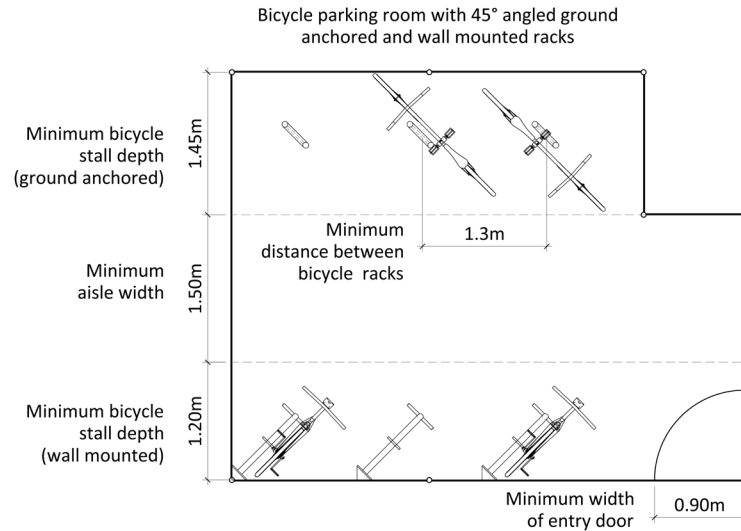 Bicycle parking room with 45° angled ground
anchored and wall mounted racks
Minimum bicycle
stall depth
(ground anchored)
1.45m
Minimum
distance between
bicycle racks
1.3m
Minimum
aisle width
1.50m
Minimum bicycle
stall depth
(wall mounted)
1.20m
Minimum width
of entry door
0.90m